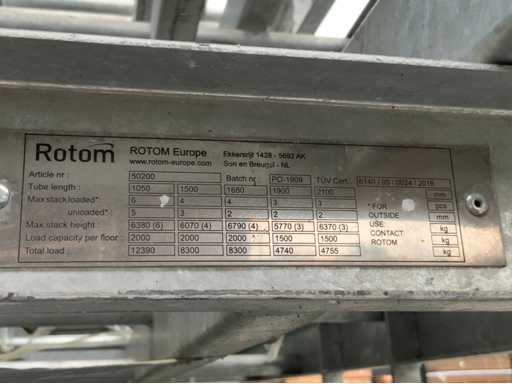 Rotom
ROTOM Europe Ekkersrijt 1428 - 5692 AK
www.rotom-europe.com Son en Breugel - NL
Article nr : 50200 Batch nr: PO-1909 TÜV Cert.: 6140 / 05 / 0024 / 2018
Tube length : 1050 1500 1680 1900 2100 mm
Max stack loaded* 6 4 4 3 3 * FOR pcs
unloaded* 5 3 2 2 2 OUTSIDE mm
Max stack height : 6380 (6) 6070 (4) 6790 (4) 5770 (3) 6370 (3) USE: kg
Load capacity per floor : 2000 2000 2000 1500 1500 CONTACT kg
Total load : 12390 8300 8300 4740 4755 ROTOM